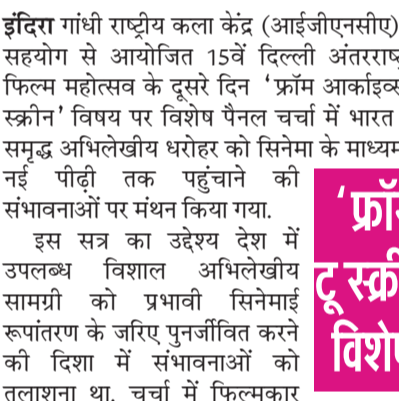 इंदिरा गांधी राष्ट्रीय कला केंद्र (आईजीएनसीए)
सहयोग से आयोजित 15वें दिल्ली अंतरराष्
फिल्म महोत्सव के दूसरे दिन ‘फ्रॉम आर्काइव्स
स्क्रीन’ विषय पर विशेष पैनल चर्चा में भारत
समृद्ध अभिलेखीय धरोहर को सिनेमा के माध्यम
नई पीढ़ी तक पहुंचाने की
संभावनाओं पर मंथन किया गया.
इस सत्र का उद्देश्य देश में
उपलब्ध विशाल अभिलेखीय
सामग्री को प्रभावी सिनेमाई
रूपांतरण के जरिए पुनर्जीवित करने
की दिशा में संभावनाओं को
तलाशना था. चर्चा में फिल्मकार
‘फ्रॉ
टू स्क्री
विशे